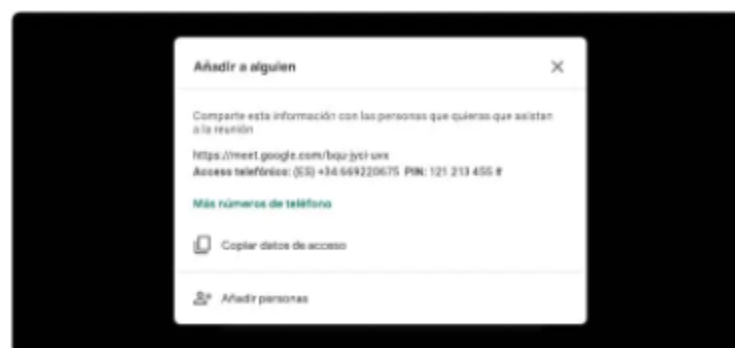 Añadir a alguien
Comparte esta información con las personas que quieras que asistan
a la reunión
https://meet.google.com/bqu-jyci-uvx
Acceso telefónico: (ES) +34 669220675 PIN: 121 213 455 #
Más números de teléfono
Copiar datos de acceso
Añadir personas